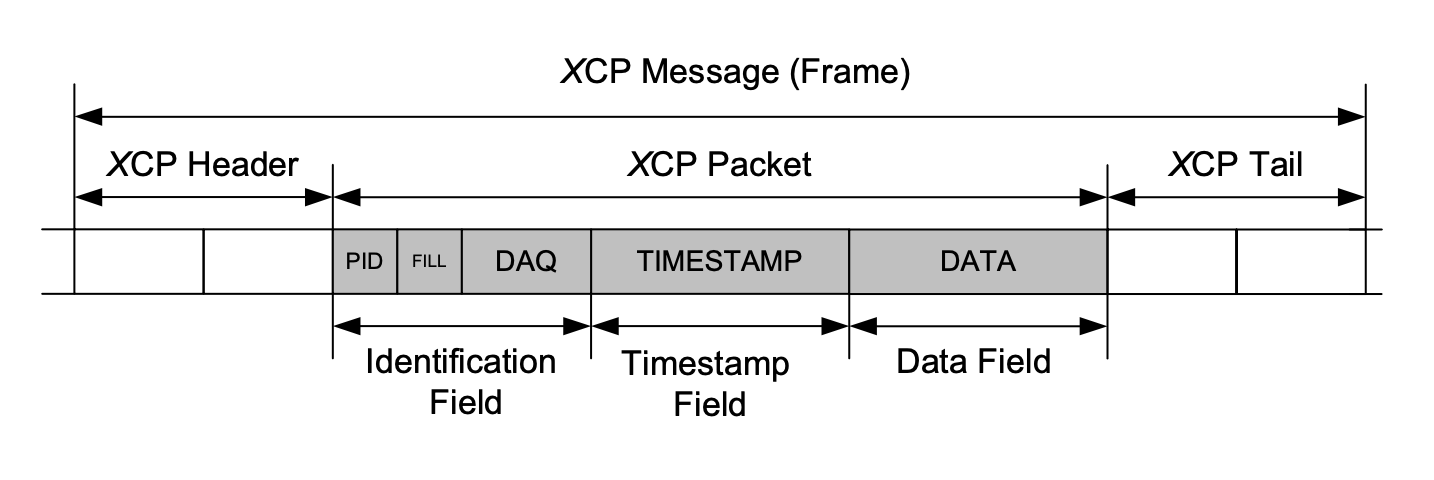 XCP Message (Frame)
XCP Header XCP Packet XCP Tail
PID FILL DAQ TIMESTAMP DATA
Identification Field
Timestamp Field
Data Field